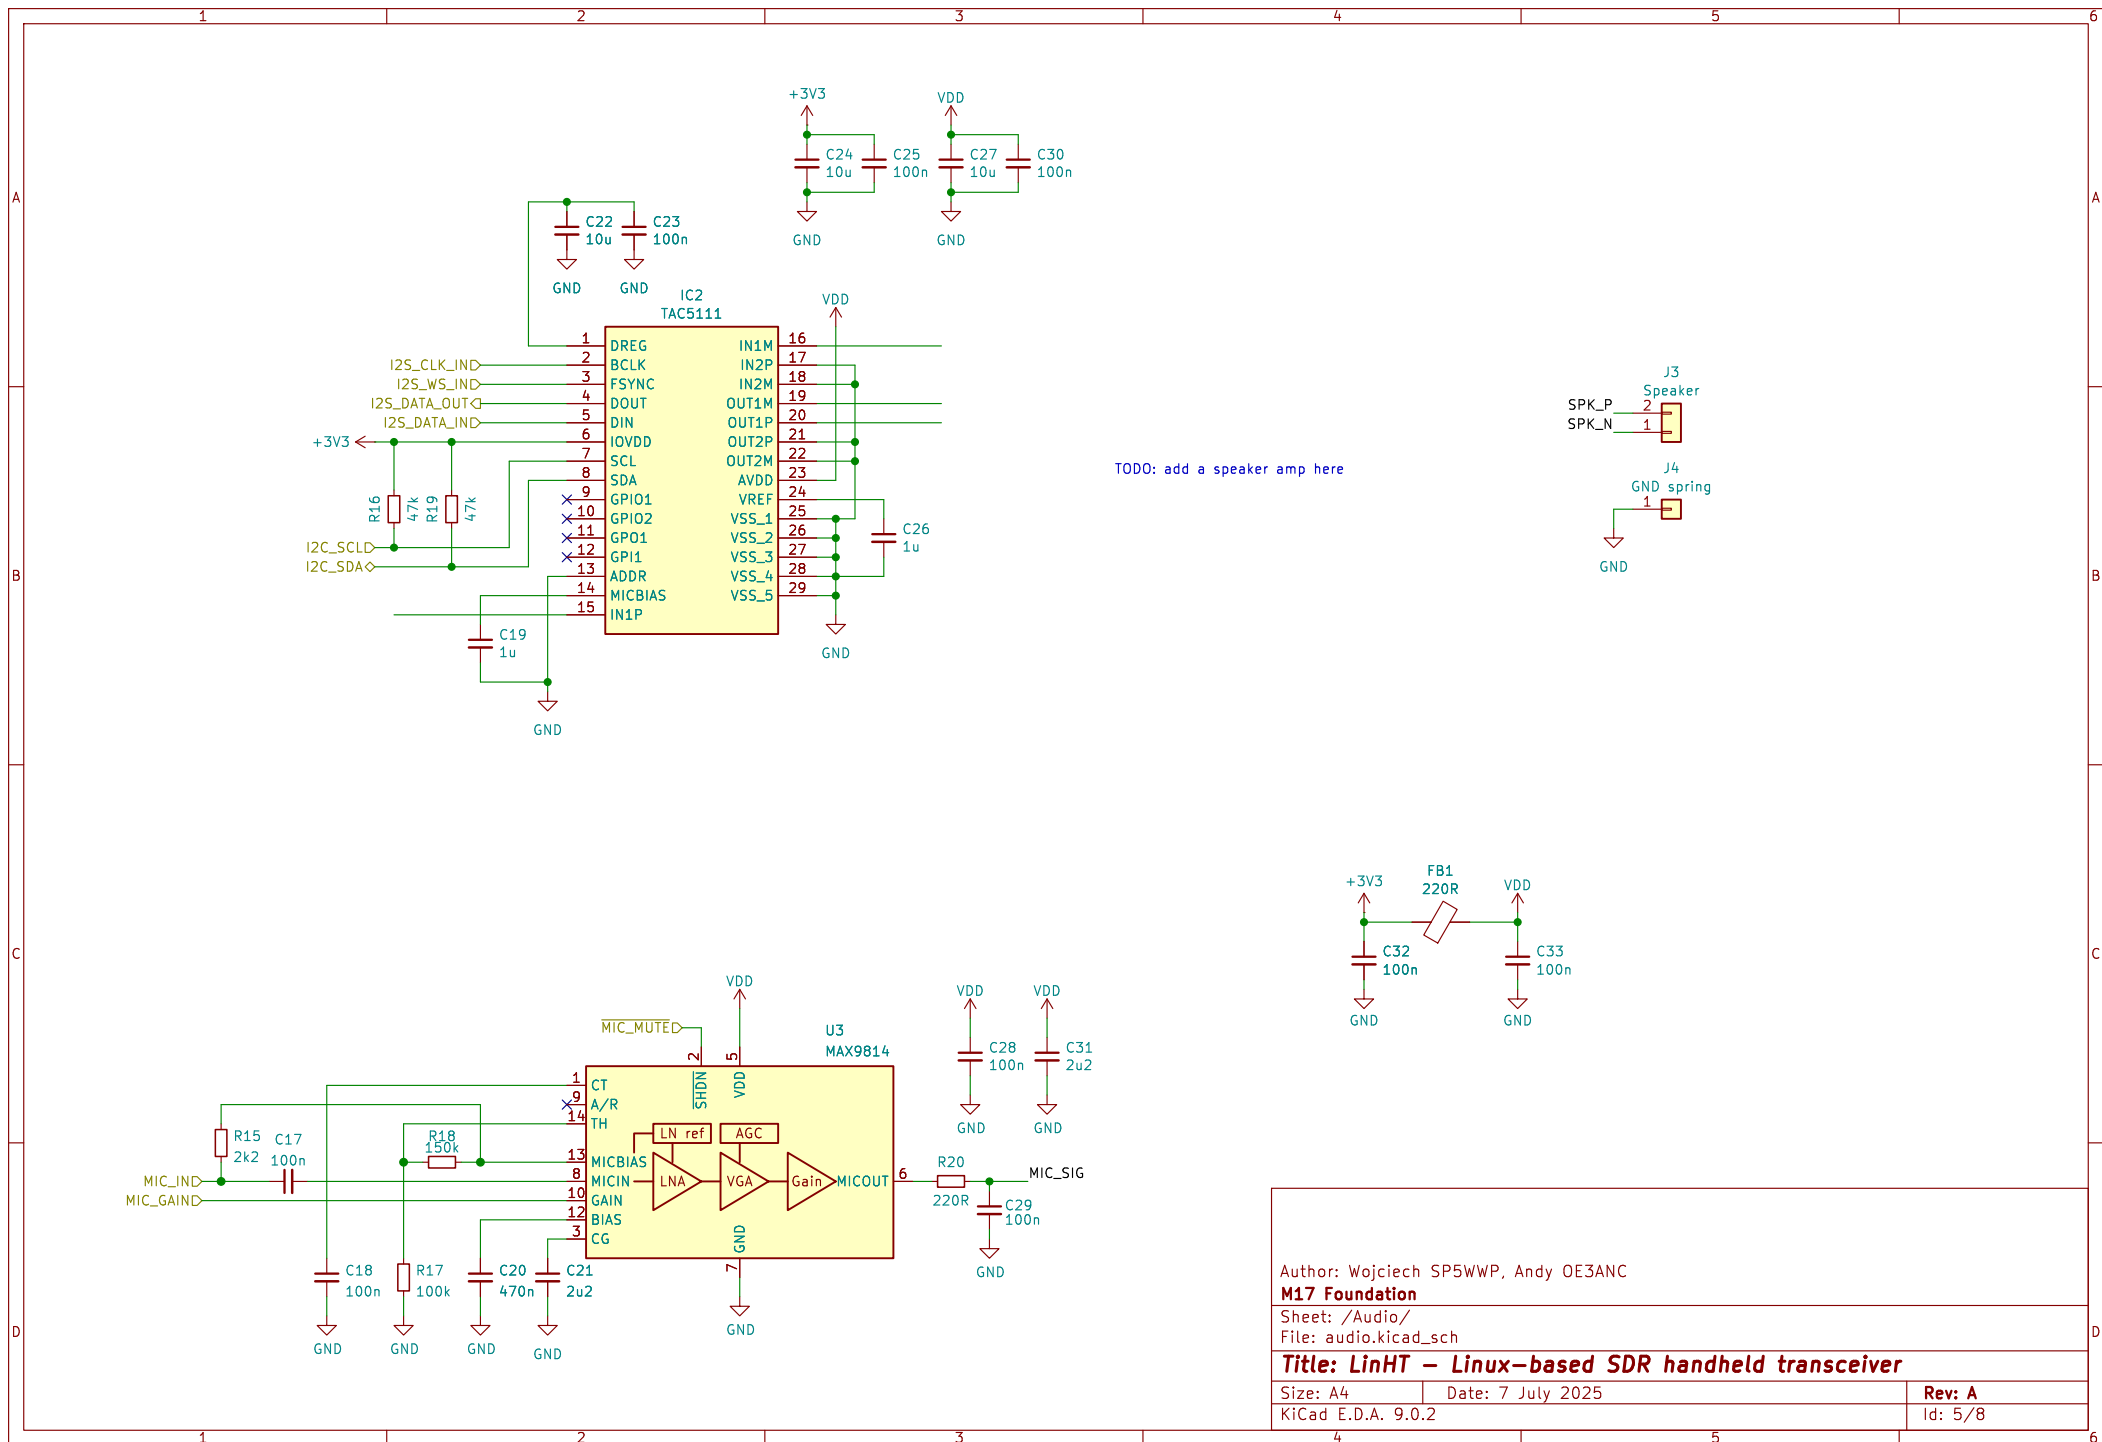 1 2 3 4 5 6
A
B
C
D
A
B
C
D
+3V3
C24
10u
C25
100n
GND
VDD
C27
10u
C30
100n
GND
C22
10u
C23
100n
GND
GND
IC2
TAC5111
VDD
1 DREG
2 BCLK
3 FSYNC
4 DOUT
5 DIN
6 IOVDD
7 SCL
8 SDA
9 GPIO1
10 GPIO2
11 GPO1
12 GPI1
13 ADDR
14 MICBIAS
15 IN1P
IN1M 16
IN2P 17
IN2M 18
OUT1M 19
OUT1P 20
OUT2P 21
OUT2M 22
AVDD 23
VREF 24
VSS_1 25
VSS_2 26
VSS_3 27
VSS_4 28
VSS_5 29
I2S_CLK_IN
I2S_WS_IN
I2S_DATA_OUT
I2S_DATA_IN
+3V3
R16
47k
R19
47k
I2C_SCL
I2C_SDA
C19
1u
GND
C26
1u
GND
TODO: add a speaker amp here
J3
Speaker
SPK_P 2
SPK_N 1
J4
GND spring
1
GND
+3V3
FB1
220R
VDD
C32
100n
C33
100n
GND
GND
VDD
MIC_MUTE
U3
MAX9814
2 SHDN
5 VDD
1 CT
9 A/R
14 TH
13 MICBIAS
8 MICIN
10 GAIN
12 BIAS
3 CG
LN ref
AGC
LNA
VGA
Gain
MICOUT 6
GND 7
GND
R15
2k2
C17
100n
R18
150k
MIC_IN
MIC_GAIN
C18
100n
R17
100k
C20
470n
C21
2u2
GND
GND
GND
GND
VDD
C28
100n
GND
VDD
C31
2u2
GND
R20
220R
MIC_SIG
C29
100n
GND
Author: Wojciech SP5WWP, Andy OE3ANC
M17 Foundation
Sheet: /Audio/
File: audio.kicad_sch
Title: LinHT - Linux-based SDR handheld transceiver
Size: A4 Date: 7 July 2025 Rev: A
KiCad E.D.A. 9.0.2 Id: 5/8
1 2 3 4 5 6